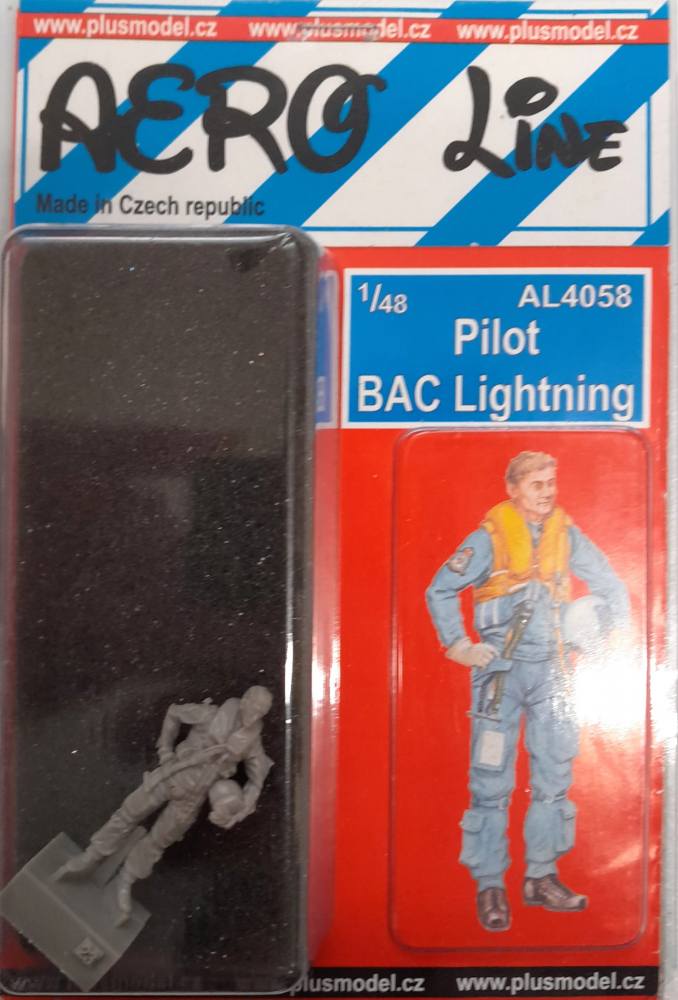 www.plusmodel.cz www.plusmodel.cz www.plusmodel.cz
AERO LiNE
Made in Czech republic
1/48 AL4058
Pilot
BAC Lightning
plusmodel.cz www.plusmodel.cz